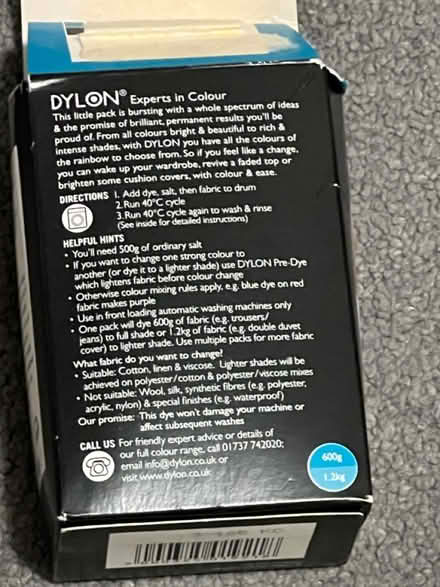 DYLON® Experts in Colour
This little pack is bursting with a whole spectrum of ideas
& the promise of brilliant, permanent results you'll be
proud of. From all colours bright & beautiful to rich &
intense shades, with DYLON you have all the colours of
the rainbow to choose from. So if you feel like a change,
you can wake up your wardrobe, revive a faded top or
brighten some cushion covers, with colour & ease.
DIRECTIONS 1. Add dye, salt, then fabric to drum
2. Run 40°C cycle
3. Run 40°C cycle again to wash & rinse
(See inside for detailed instructions)
HELPFUL HINTS
• You'll need 500g of ordinary salt
• If you want to change one strong colour to
another (or dye it to a lighter shade) use DYLON Pre-Dye
which lightens fabric before colour change
• Otherwise colour mixing rules apply, e.g. blue dye on red
fabric makes purple
• Use in front loading automatic washing machines only
• One pack will dye 600g of fabric (e.g. trousers/
jeans) to full shade or 1.2kg of fabric (e.g. double duvet
cover) to lighter shade. Use multiple packs for more fabric
What fabric do you want to change?
• Suitable: Cotton, linen & viscose. Lighter shades will be
achieved on polyester/cotton & polyester/viscose mixes
• Not suitable: Wool, silk, synthetic fibres (e.g. polyester,
acrylic, nylon) & special finishes (e.g. waterproof)
Our promise: This dye won't damage your machine or
affect subsequent washes
CALL US For friendly expert advice or details of
our full colour range, call 01737 742020;
email info@dylon.co.uk or
visit www.dylon.co.uk
600g
1.2kg